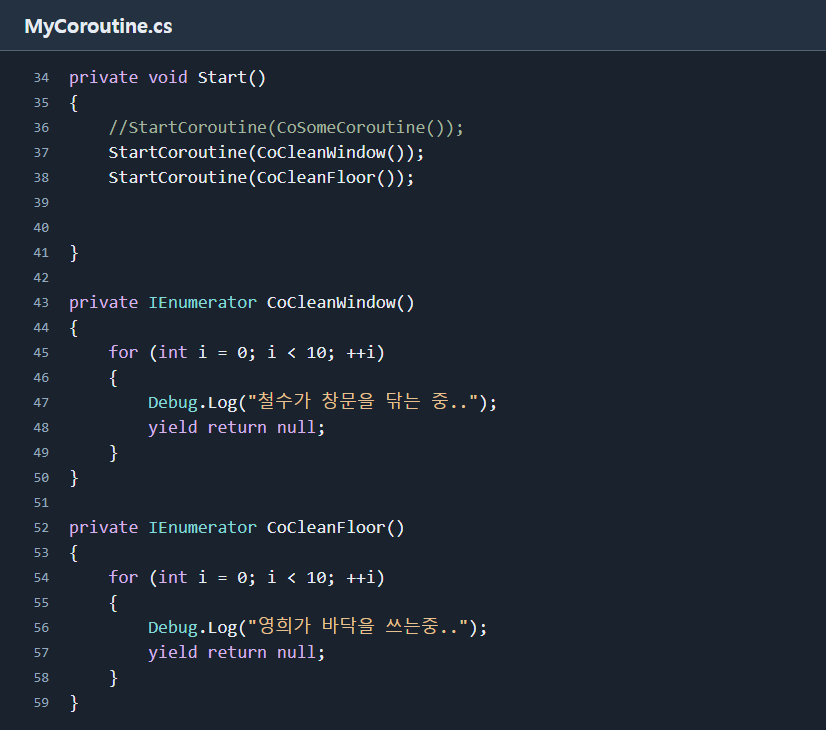 MyCoroutine.cs
34 private void Start()
35 {
36     //StartCoroutine(CoSomeCoroutine());
37     StartCoroutine(CoCleanWindow());
38     StartCoroutine(CoCleanFloor());
39
40
41 }
42
43 private IEnumerator CoCleanWindow()
44 {
45     for (int i = 0; i < 10; ++i)
46     {
47         Debug.Log("철수가 창문을 닦는 중..");
48         yield return null;
49     }
50 }
51
52 private IEnumerator CoCleanFloor()
53 {
54     for (int i = 0; i < 10; ++i)
55     {
56         Debug.Log("영희가 바닥을 쓰는중..");
57         yield return null;
58     }
59 }